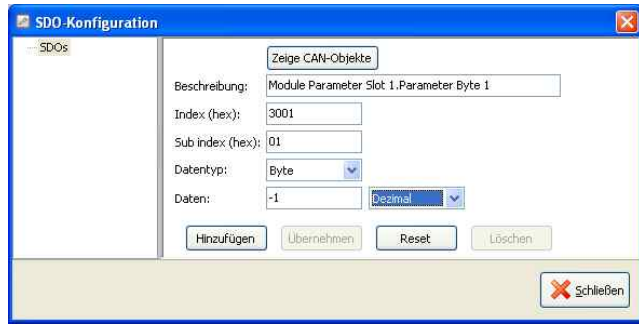 SDO-Konfiguration
SDOs
Zeige CAN-Objekte
Beschreibung: Module Parameter Slot 1.Parameter Byte 1
Index (hex): 3001
Sub index (hex): 01
Datentyp: Byte
Daten: -1 Dezimal
Hinzufügen Übernehmen Reset Löschen
Schließen